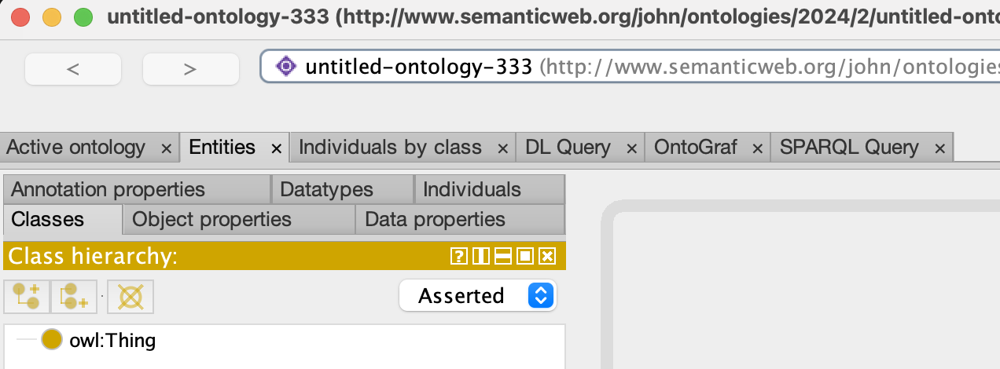 untitled-ontology-333 (http://www.semanticweb.org/john/ontologies/2024/2/untitled-onto
< > untitled-ontology-333 (http://www.semanticweb.org/john/ontologies
Active ontology × Entities × Individuals by class × DL Query × OntoGraf × SPARQL Query ×
Annotation properties Datatypes Individuals
Classes Object properties Data properties
Class hierarchy:
Asserted
owl:Thing